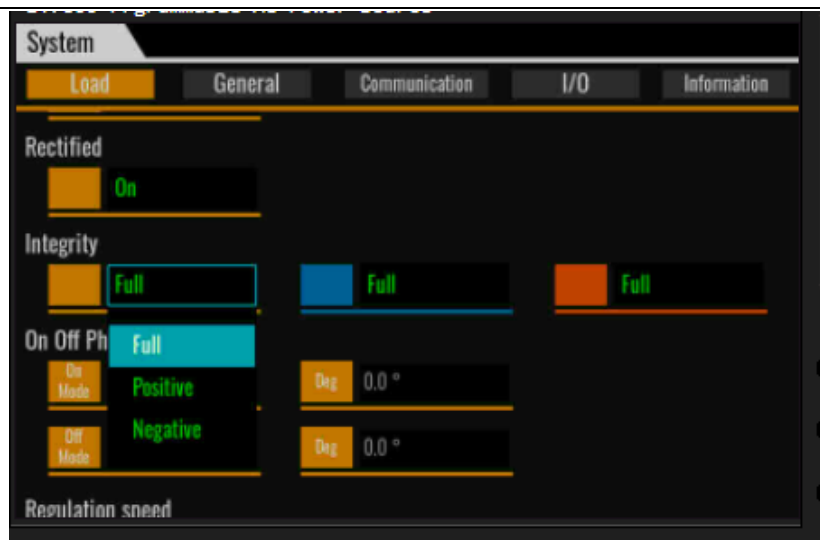 System
Load General Communication I/O Information
Rectified
On
Integrity
Full Full Full
On Off Ph
Full
On Mode Positive Deg 0.0 °
Negative
Off Mode Deg 0.0 °
Regulation speed